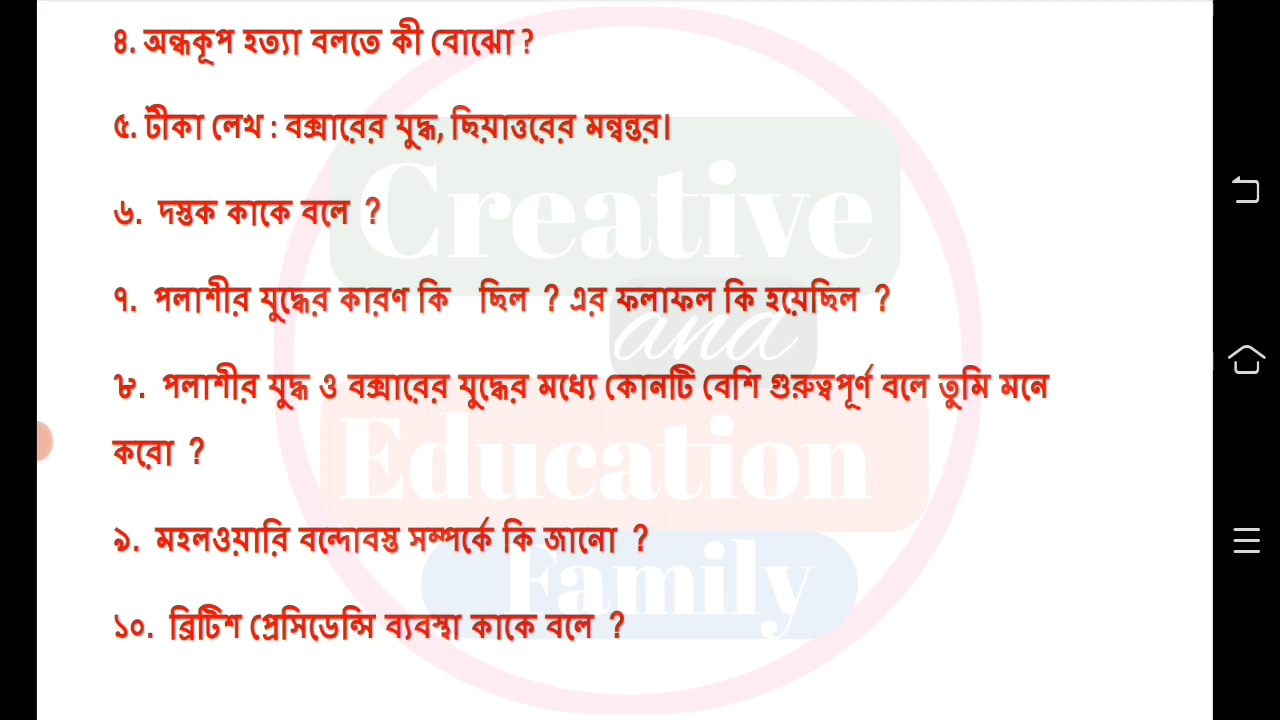 ৪. অন্ধকূপ হত্যা বলতে কী বোঝো ?
৫. টীকা লেখ : বক্সারের যুদ্ধ, ছিয়াত্তরের মন্বন্তর।
৬. দস্তক কাকে বলে ?
৭. পলাশীর যুদ্ধের কারণ কি ছিল ? এর ফলাফল কি হয়েছিল ?
৮. পলাশীর যুদ্ধ ও বক্সারের যুদ্ধের মধ্যে কোনটি বেশি গুরুত্বপূর্ণ বলে তুমি মনে
করো ?
৯. মহলওয়ারি বন্দোবস্ত সম্পর্কে কি জানো ?
১০. ব্রিটিশ প্রেসিডেন্সি ব্যবস্থা কাকে বলে ?
Creative
and
Education
Family